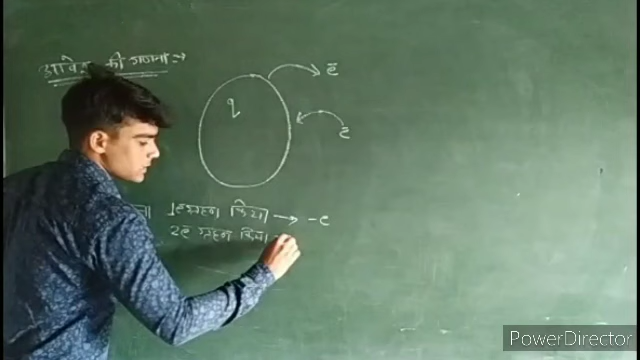 आवेश की गणना :→
q
ē
ē
1e ग्रहण किया → -e
2e ग्रहण किया
PowerDirector